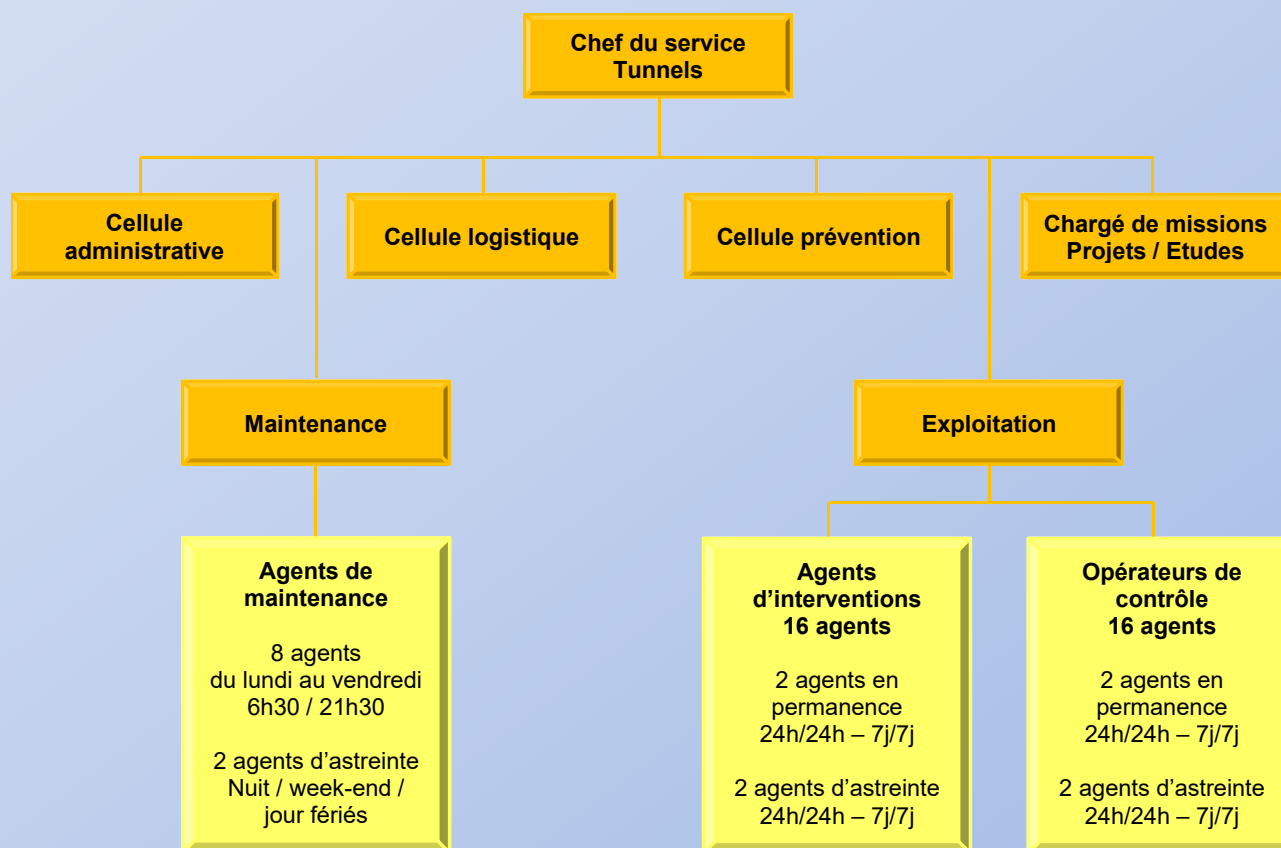 Chef du service
Tunnels
Cellule
administrative
Cellule logistique
Cellule prévention
Chargé de missions
Projets / Etudes
Maintenance
Exploitation
Agents de
maintenance
8 agents
du lundi au vendredi
6h30 / 21h30
2 agents d’astreinte
Nuit / week-end /
jour fériés
Agents
d’interventions
16 agents
2 agents en
permanence
24h/24h – 7j/7j
2 agents d’astreinte
24h/24h – 7j/7j
Opérateurs de
contrôle
16 agents
2 agents en
permanence
24h/24h – 7j/7j
2 agents d’astreinte
24h/24h – 7j/7j